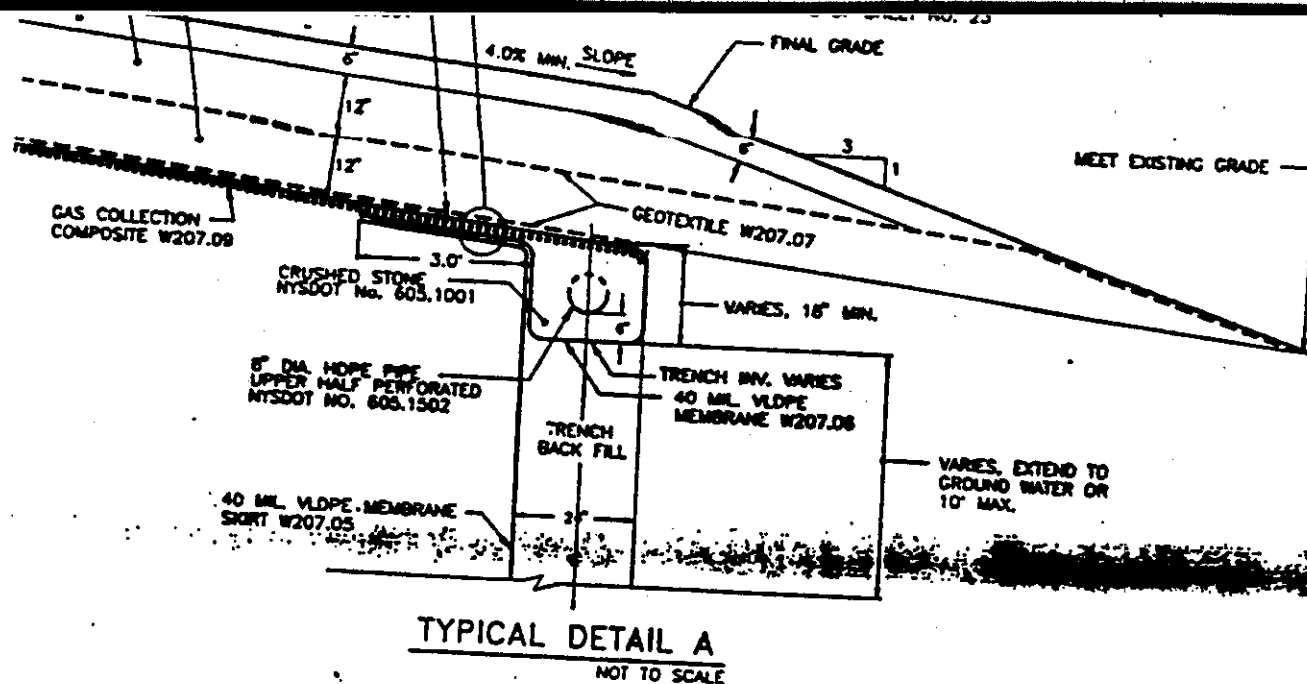 SHEET NO. 23
FINAL GRADE
4.0% MIN. SLOPE
6"
12"
12"
6"
3
1
MEET EXISTING GRADE
GAS COLLECTION
COMPOSITE W207.09
GEOTEXTILE W207.07
3.0'
CRUSHED STONE
NYSDOT No. 605.1001
VARIES, 18" MIN.
6"
8" DIA. HDPE PIPE
UPPER HALF PERFORATED
NYSDOT NO. 605.1502
TRENCH INV. VARIES
40 MIL VLDPE
MEMBRANE W207.06
TRENCH
BACK FILL
VARIES, EXTEND TO
GROUND WATER OR
10' MAX.
40 MIL VLDPE MEMBRANE
SKIRT W207.05
TYPICAL DETAIL A
NOT TO SCALE